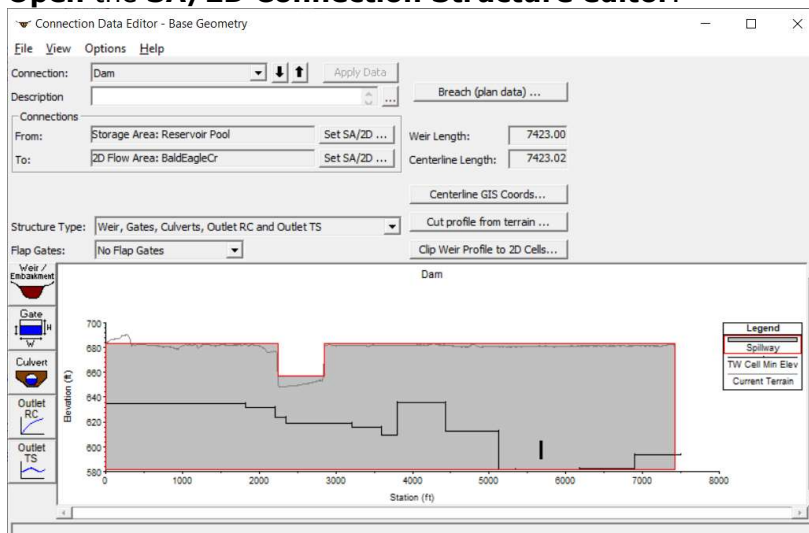 Open the SA/2D Connection Structure editor.
Connection Data Editor - Base Geometry
File View Options Help
Connection: Dam Apply Data
Description ... Breach (plan data) ...
Connections
From: Storage Area: Reservoir Pool Set SA/2D ... Weir Length: 7423.00
To: 2D Flow Area: BaldEagleCr Set SA/2D ... Centerline Length: 7423.02
Centerline GIS Coords...
Structure Type: Weir, Gates, Culverts, Outlet RC and Outlet TS Cut profile from terrain ...
Flap Gates: No Flap Gates Clip Weir Profile to 2D Cells...
Weir /
Embankment
Gate
H
W
Culvert
Outlet
RC
Outlet
TS
Dam
700
680
660
640
620
600
580
Elevation (ft)
0 1000 2000 3000 4000 5000 6000 7000 8000
Station (ft)
Legend
Spillway
TW Cell Min Elev
Current Terrain